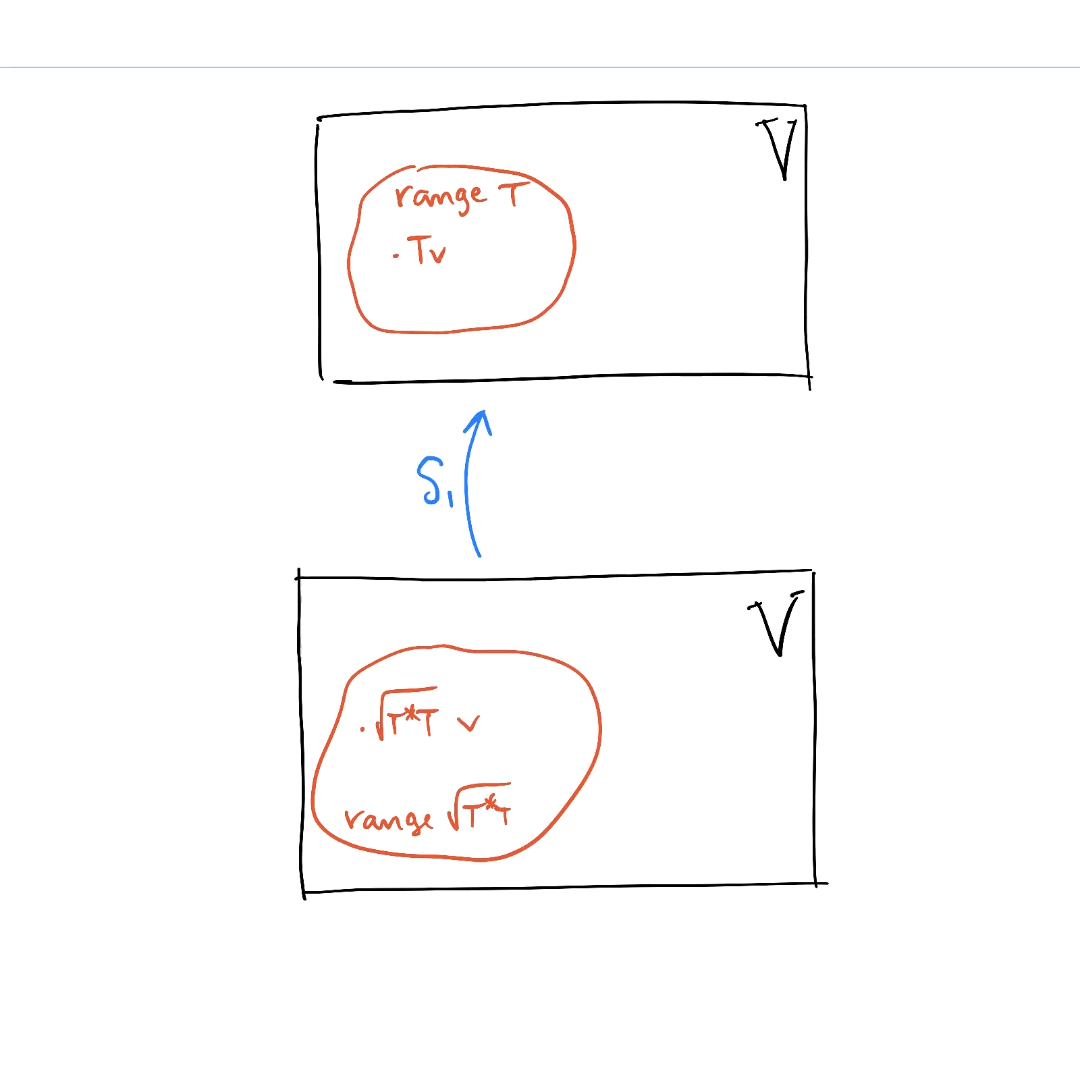 V
range T
· Tv
S₁
V
· √T*T v
range √T*T